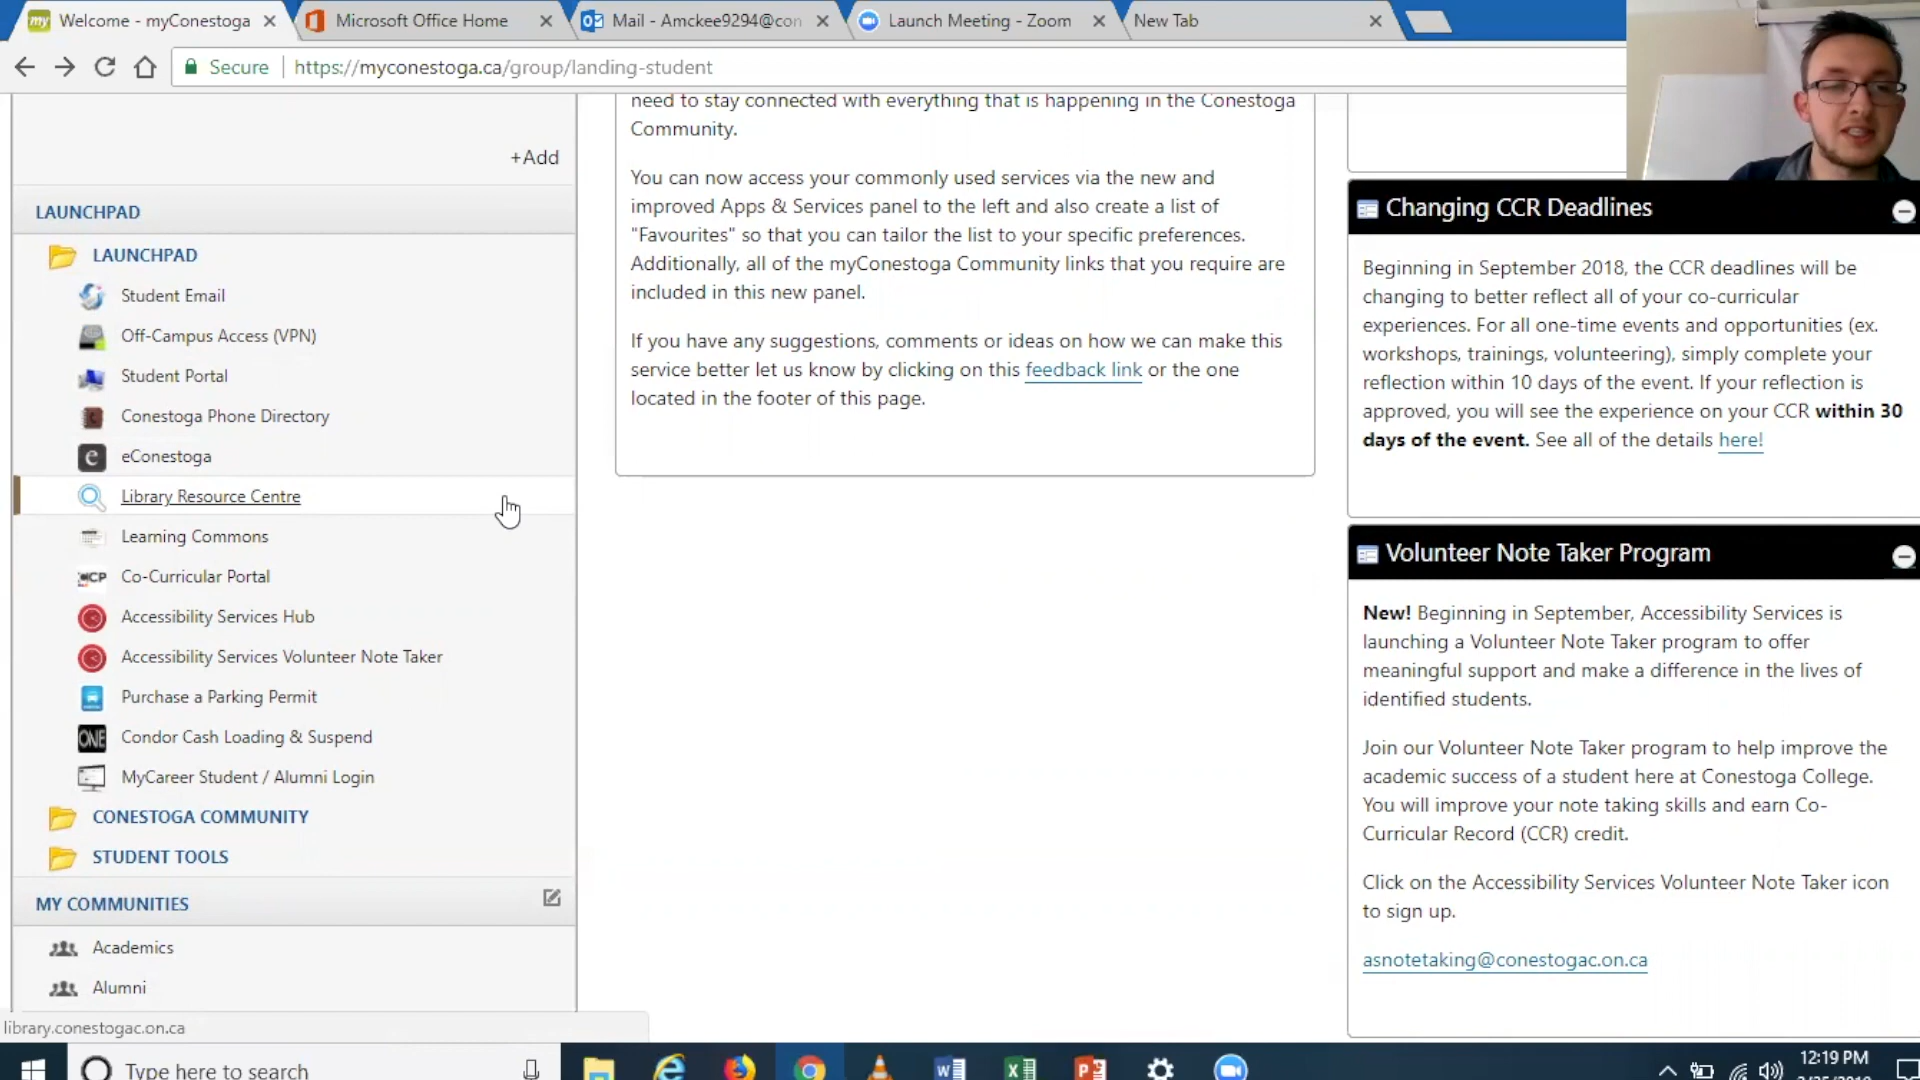 Welcome - myConestoga
Microsoft Office Home
Mail - Amckee9294@con
Launch Meeting - Zoom
New Tab
Secure
https://myconestoga.ca/group/landing-student
+Add
LAUNCHPAD
LAUNCHPAD
Student Email
Off-Campus Access (VPN)
Student Portal
Conestoga Phone Directory
eConestoga
Library Resource Centre
Learning Commons
Co-Curricular Portal
Accessibility Services Hub
Accessibility Services Volunteer Note Taker
Purchase a Parking Permit
ONE Condor Cash Loading & Suspend
MyCareer Student / Alumni Login
CONESTOGA COMMUNITY
STUDENT TOOLS
MY COMMUNITIES
Academics
Alumni
library.conestogac.on.ca
need to stay connected with everything that is happening in the Conestoga
Community.
You can now access your commonly used services via the new and
improved Apps & Services panel to the left and also create a list of
"Favourites" so that you can tailor the list to your specific preferences.
Additionally, all of the myConestoga Community links that you require are
included in this new panel.
If you have any suggestions, comments or ideas on how we can make this
service better let us know by clicking on this feedback link or the one
located in the footer of this page.
Changing CCR Deadlines
Beginning in September 2018, the CCR deadlines will be
changing to better reflect all of your co-curricular
experiences. For all one-time events and opportunities (ex.
workshops, trainings, volunteering), simply complete your
reflection within 10 days of the event. If your reflection is
approved, you will see the experience on your CCR within 30
days of the event. See all of the details here!
Volunteer Note Taker Program
New! Beginning in September, Accessibility Services is
launching a Volunteer Note Taker program to offer
meaningful support and make a difference in the lives of
identified students.
Join our Volunteer Note Taker program to help improve the
academic success of a student here at Conestoga College.
You will improve your note taking skills and earn Co-
Curricular Record (CCR) credit.
Click on the Accessibility Services Volunteer Note Taker icon
to sign up.
asnotetaking@conestogac.on.ca
Type here to search
12:19 PM